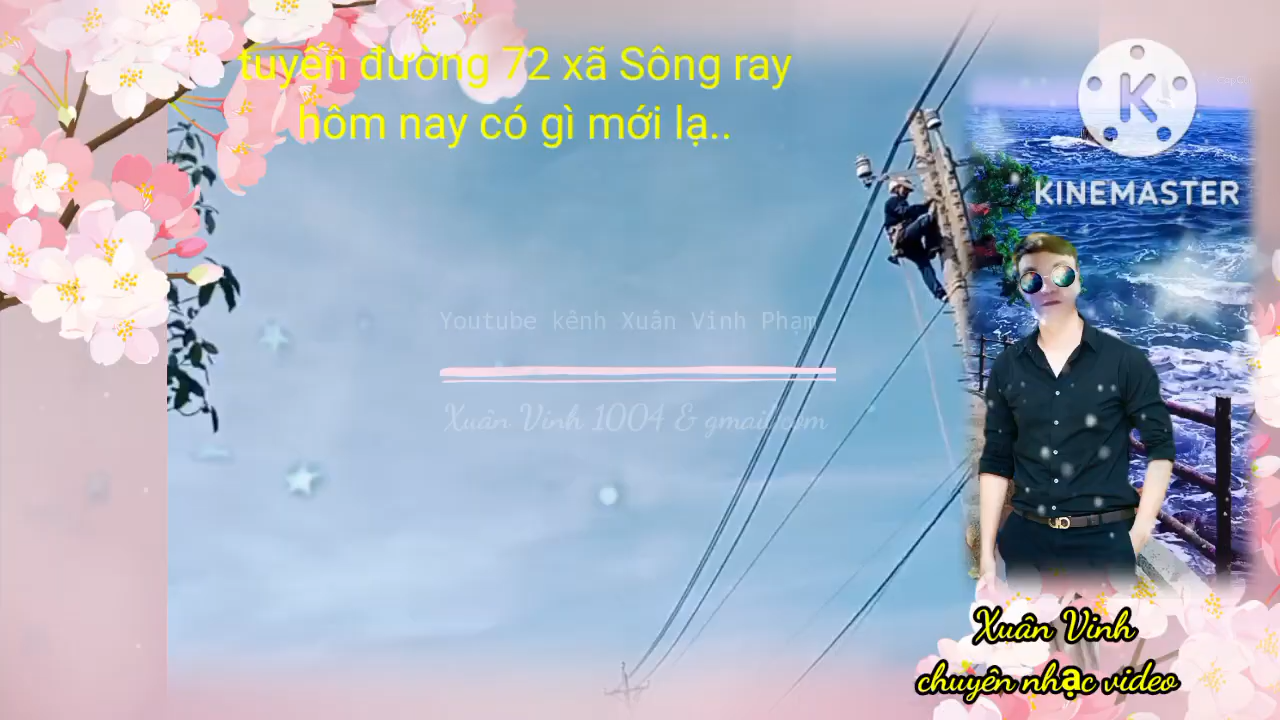 tuyến đường 72 xã Sông ray
hôm nay có gì mới lạ..
K
KINEMASTER
Youtube kênh Xuân Vinh Phạm
Xuân Vinh 1004 & gmail com
Xuân Vinh
chuyên nhạc video